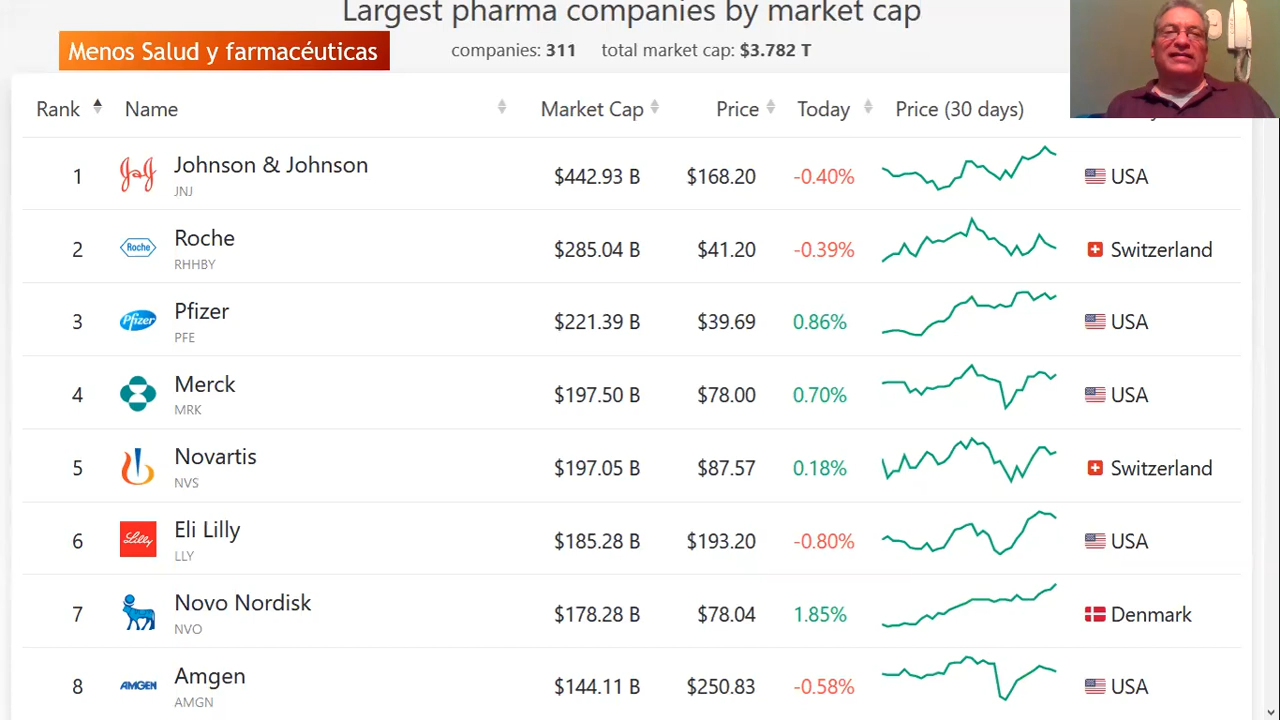 Largest pharma companies by market cap
Menos Salud y farmacéuticas
companies: 311 total market cap: $3.782 T
Rank Name Market Cap Price Today Price (30 days)
1 J&J Johnson & Johnson $442.93 B $168.20 -0.40% USA
JNJ
2 Roche Roche $285.04 B $41.20 -0.39% Switzerland
RHHBY
3 Pfizer Pfizer $221.39 B $39.69 0.86% USA
PFE
4 Merck $197.50 B $78.00 0.70% USA
MRK
5 Novartis $197.05 B $87.57 0.18% Switzerland
NVS
6 Lilly Eli Lilly $185.28 B $193.20 -0.80% USA
LLY
7 Novo Nordisk $178.28 B $78.04 1.85% Denmark
NVO
8 AMGEN Amgen $144.11 B $250.83 -0.58% USA
AMGN